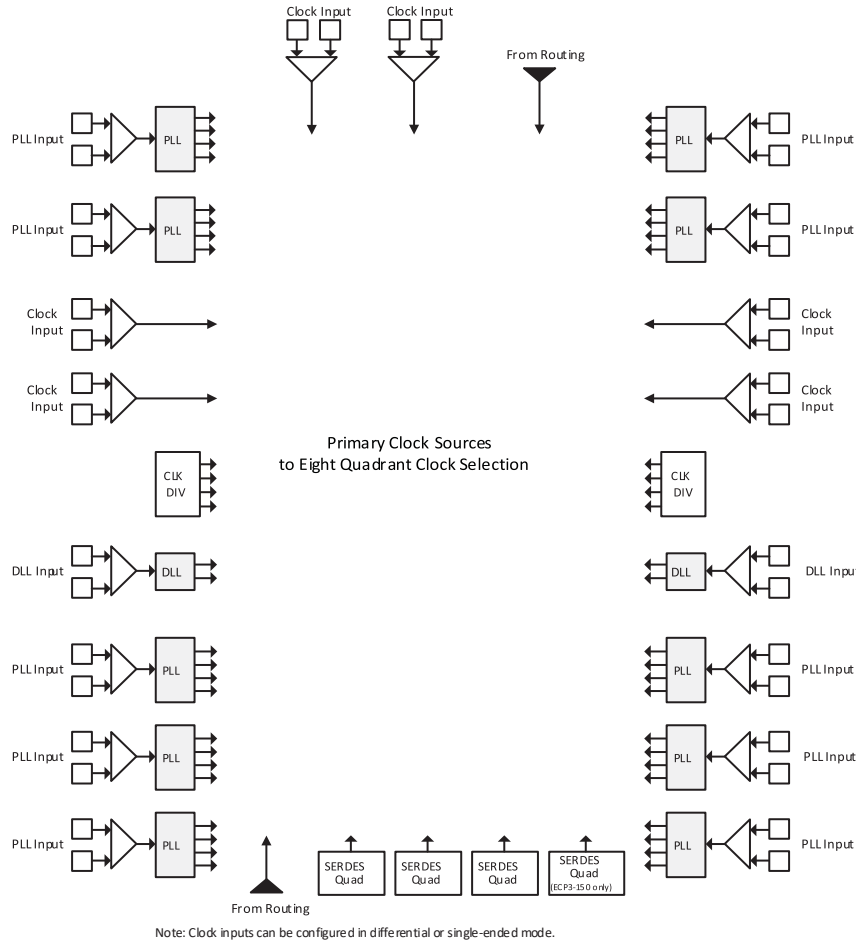 Clock Input
Clock Input
From Routing
PLL Input
PLL
PLL
PLL Input
PLL Input
PLL
PLL
PLL Input
Clock
Input
Clock
Input
Clock
Input
Clock
Input
Primary Clock Sources
to Eight Quadrant Clock Selection
CLK
DIV
CLK
DIV
DLL Input
DLL
DLL
DLL Input
PLL Input
PLL
PLL
PLL Input
PLL Input
PLL
PLL
PLL Input
PLL Input
PLL
PLL
PLL Input
SERDES
Quad
SERDES
Quad
SERDES
Quad
SERDES
Quad
(ECP3-150 only)
From Routing
Note: Clock inputs can be configured in differential or single-ended mode.